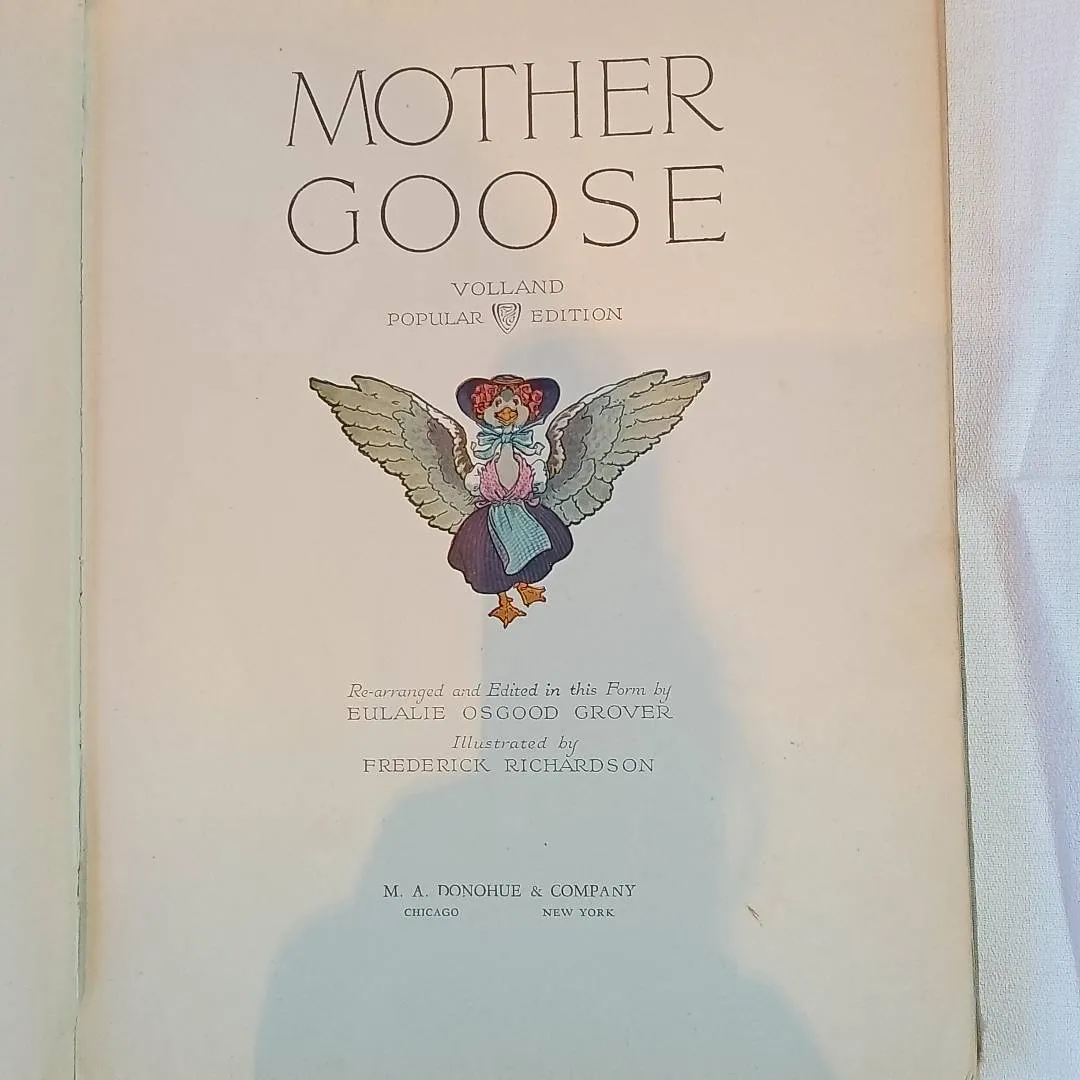 MOTHER
GOOSE
VOLLAND
POPULAR EDITION
Re-arranged and Edited in this Form by
EULALIE OSGOOD GROVER
Illustrated by
FREDERICK RICHARDSON
M. A. DONOHUE & COMPANY
CHICAGO NEW YORK